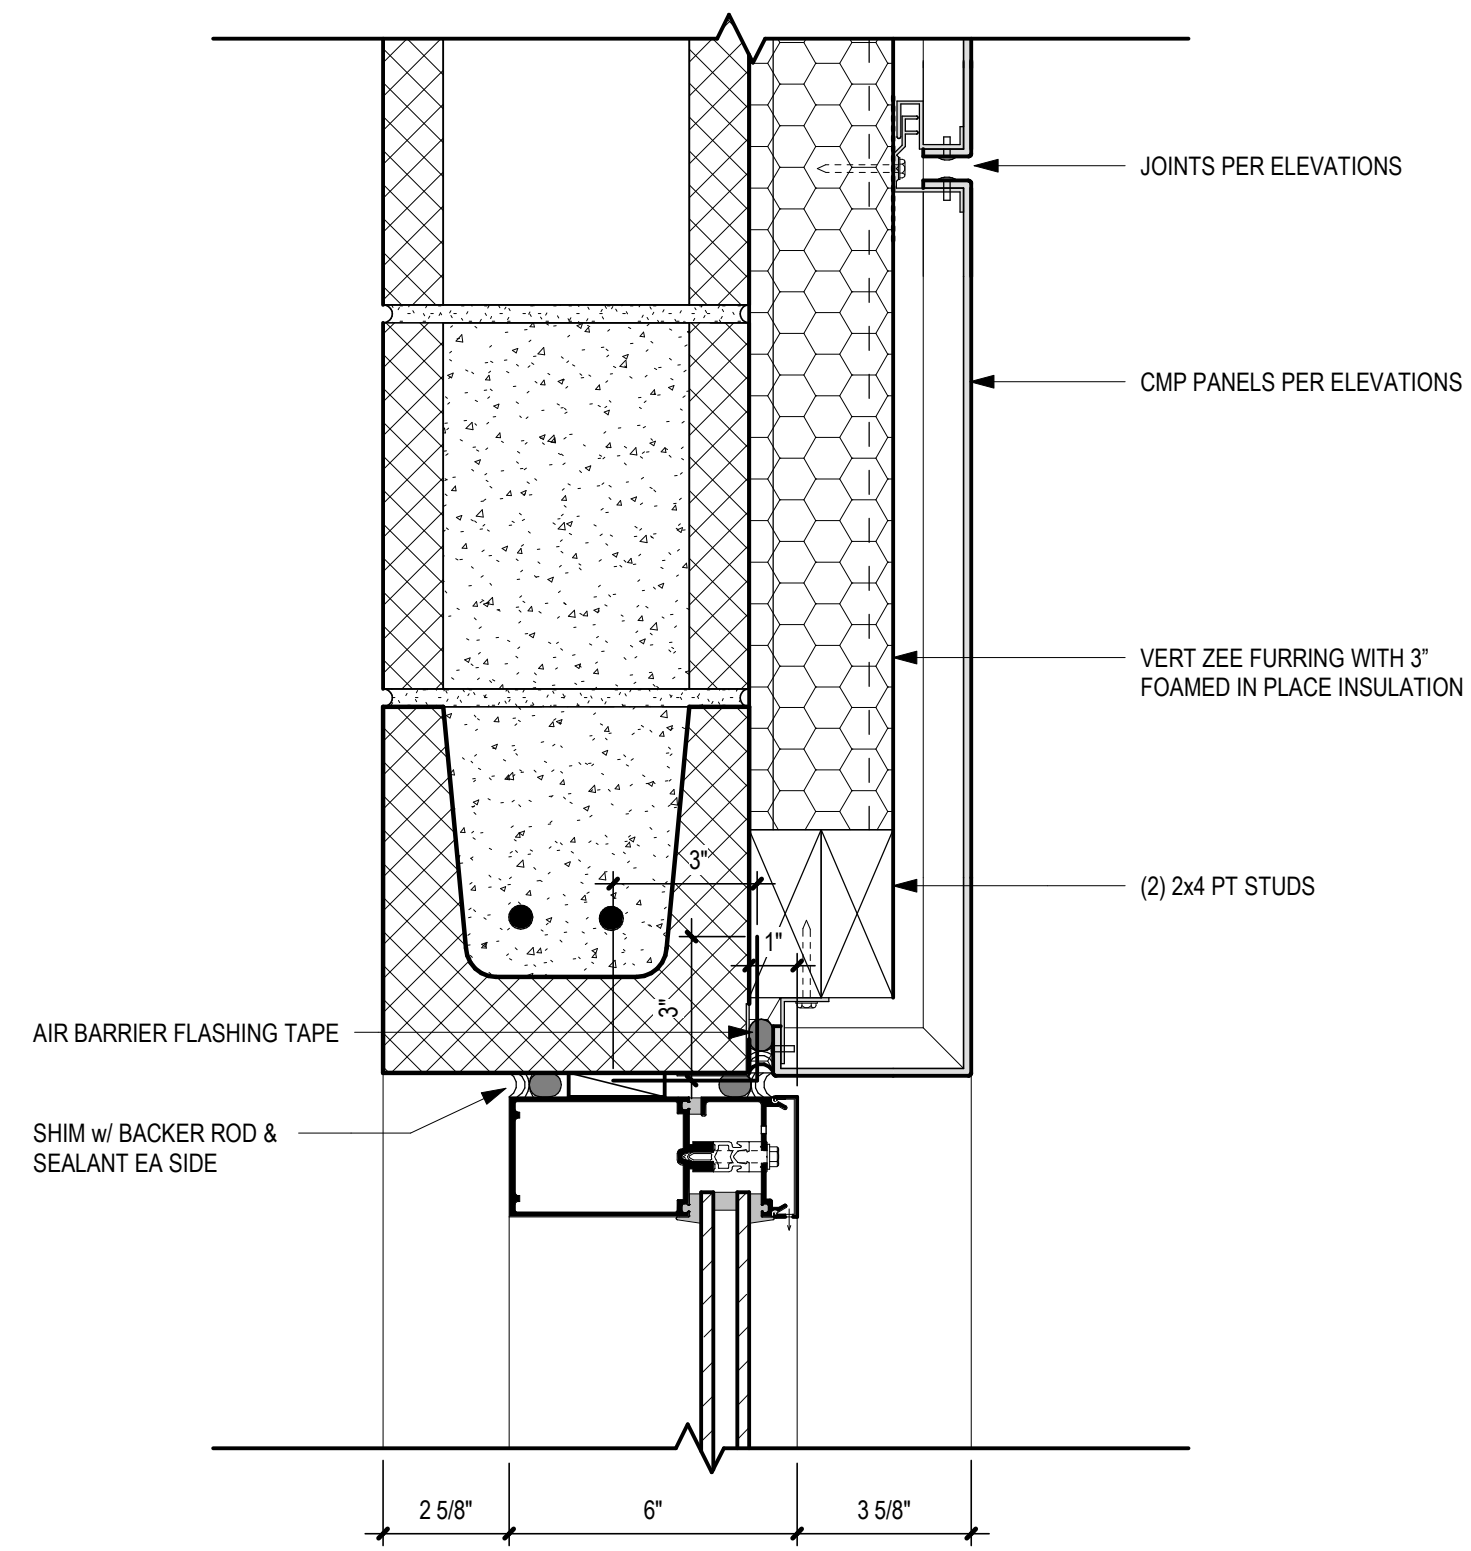 JOINTS PER ELEVATIONS
CMP PANELS PER ELEVATIONS
VERT ZEE FURRING WITH 3”
FOAMED IN PLACE INSULATION
3"
(2) 2x4 PT STUDS
1"
3"
AIR BARRIER FLASHING TAPE
SHIM w/ BACKER ROD &
SEALANT EA SIDE
2 5/8"
6"
3 5/8"